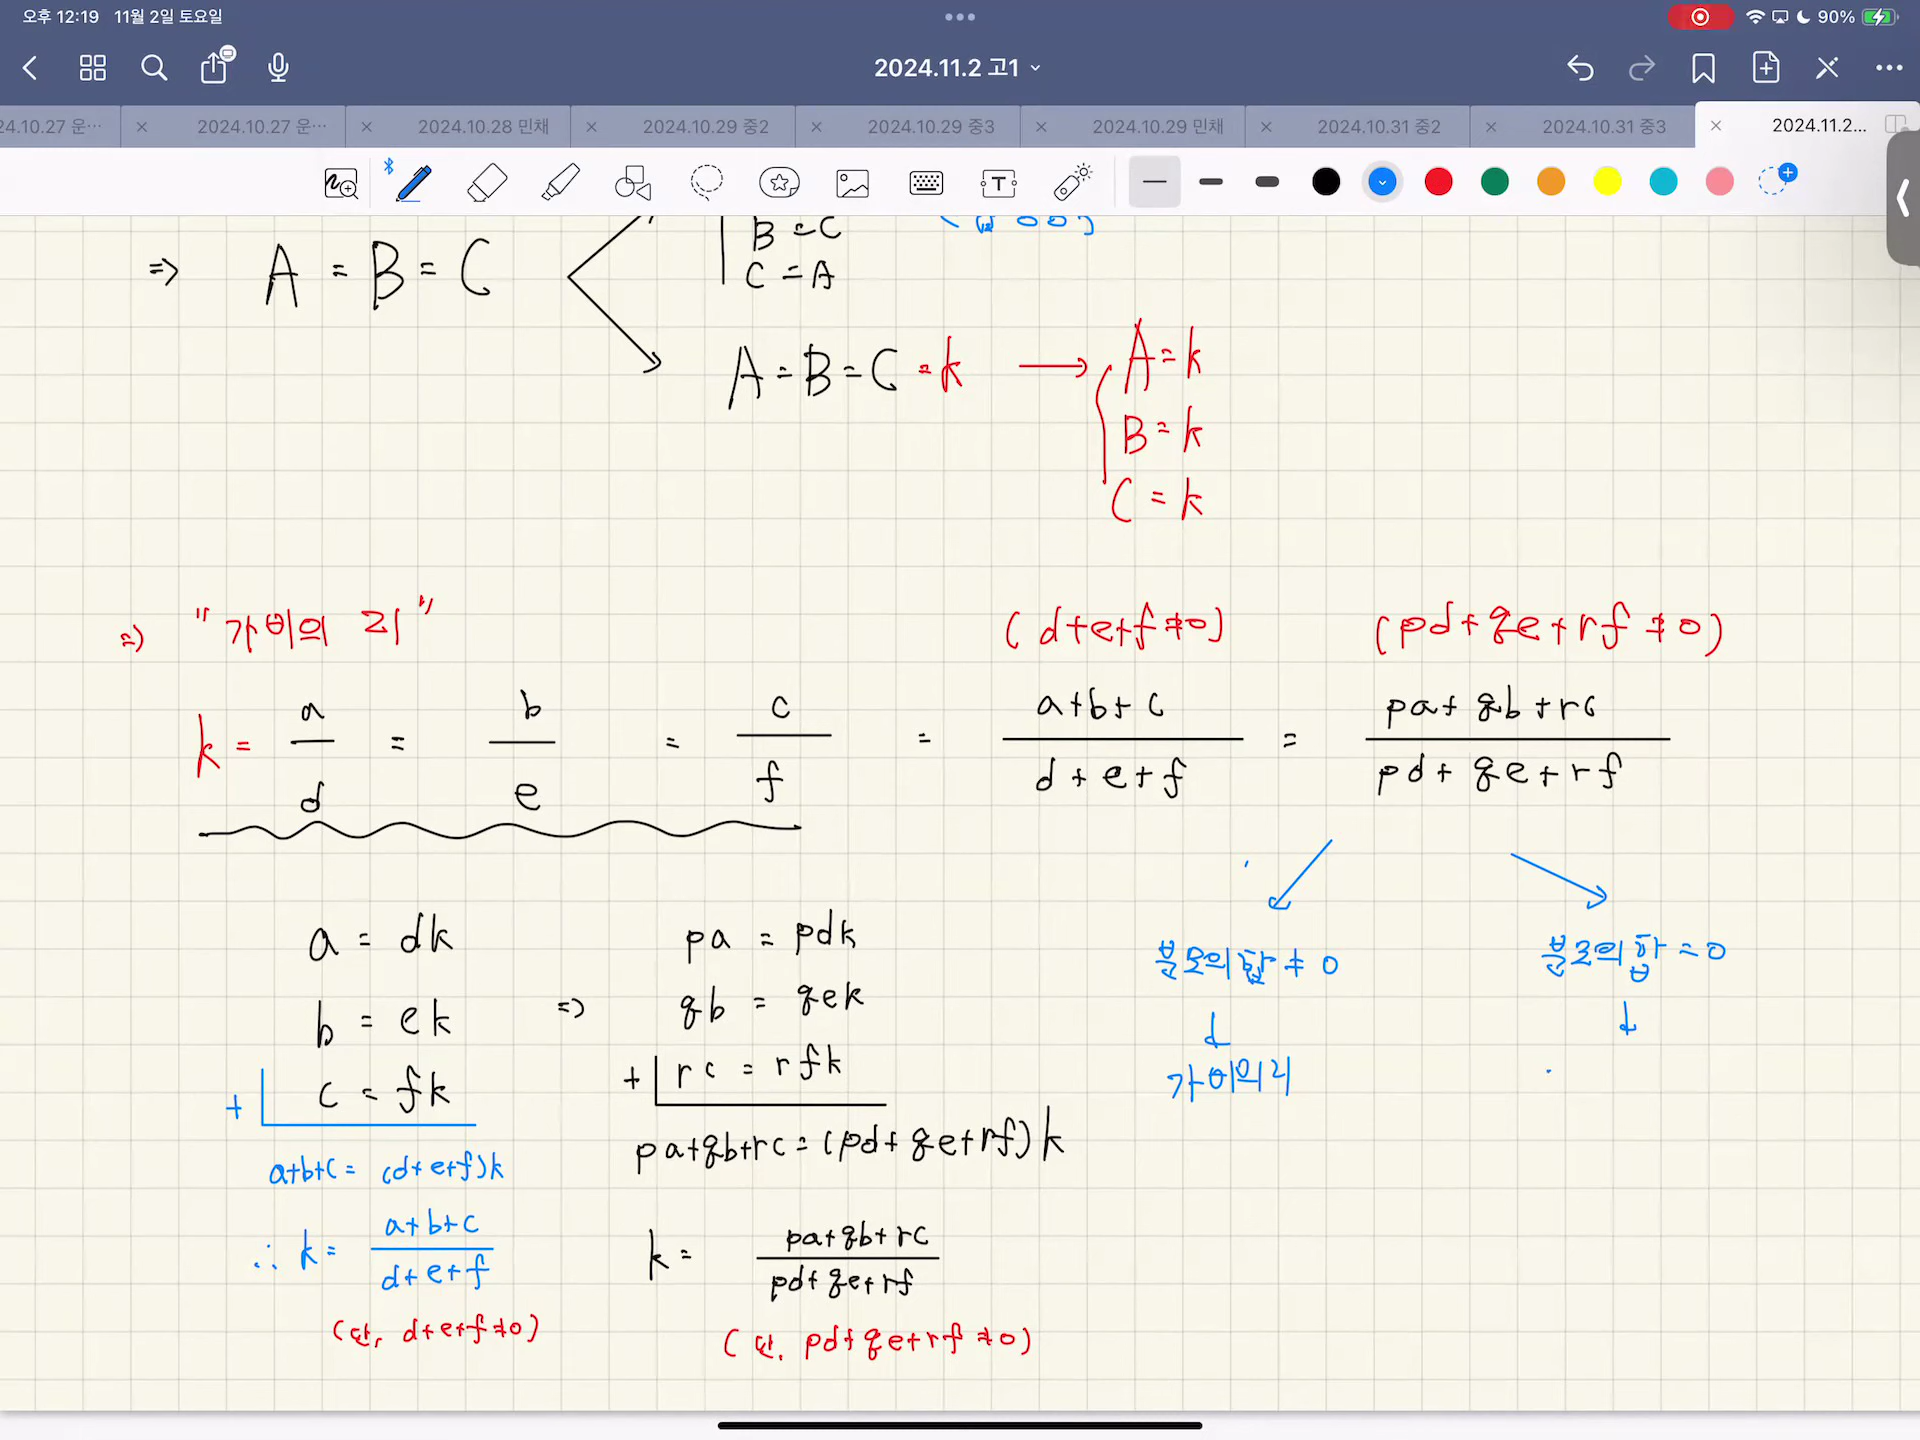 오후 12:19 11월 2일 토요일
90%
2024.11.2 고1
24.10.27 운…
2024.10.27 운…
2024.10.28 민채
2024.10.29 중2
2024.10.29 중3
2024.10.29 민채
2024.10.31 중2
2024.10.31 중3
2024.11.2…
B = C
⇒ A = B = C
C = A
A = B = C = k → A = k
B = k
C = k
⇒) "가비의 리" (d+e+f≠0) (pd+qe+rf≠0)
k = a/d = b/e = c/f = (a+b+c)/(d+e+f) = (pa+qb+rc)/(pd+qe+rf)
a = dk
b = ek
+ c = fk
a+b+c = (d+e+f)k
∴ k = (a+b+c)/(d+e+f)
(단, d+e+f≠0)
⇒
pa = pdk
qb = qek
+ rc = rfk
pa+qb+rc = (pd+qe+rf)k
k = (pa+qb+rc)/(pd+qe+rf)
(단, pd+qe+rf≠0)
분모의 합 ≠ 0
↓
가비의리
분모의 합 = 0
↓